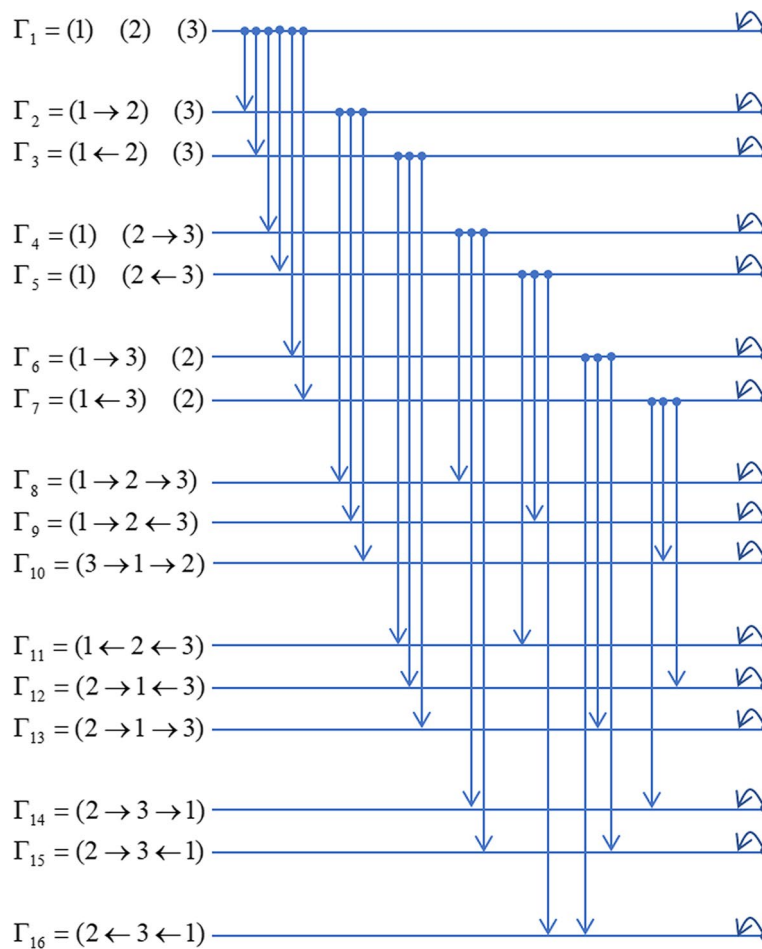 Γ₁ = (1) (2) (3)
Γ₂ = (1 → 2) (3)
Γ₃ = (1 ← 2) (3)
Γ₄ = (1) (2 → 3)
Γ₅ = (1) (2 ← 3)
Γ₆ = (1 → 3) (2)
Γ₇ = (1 ← 3) (2)
Γ₈ = (1 → 2 → 3)
Γ₉ = (1 → 2 ← 3)
Γ₁₀ = (3 → 1 → 2)
Γ₁₁ = (1 ← 2 ← 3)
Γ₁₂ = (2 → 1 ← 3)
Γ₁₃ = (2 → 1 → 3)
Γ₁₄ = (2 → 3 → 1)
Γ₁₅ = (2 → 3 ← 1)
Γ₁₆ = (2 ← 3 ← 1)